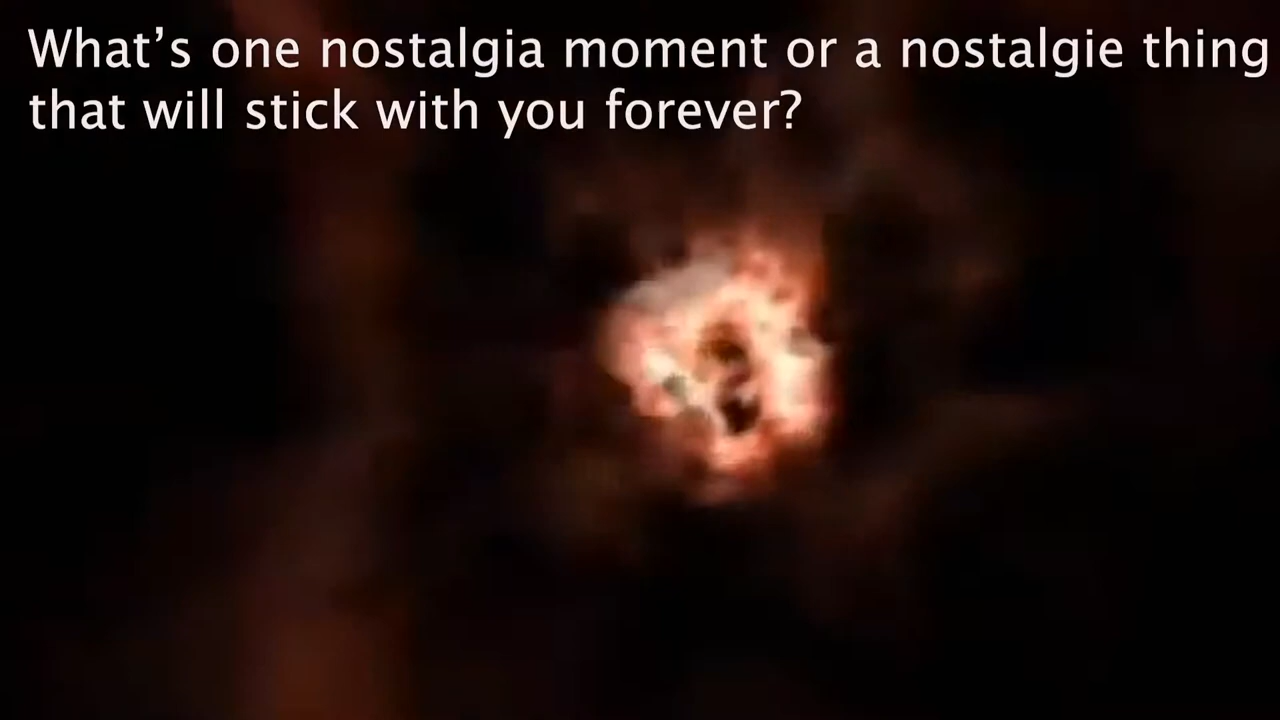 What’s one nostalgia moment or a nostalgie thing
that will stick with you forever?